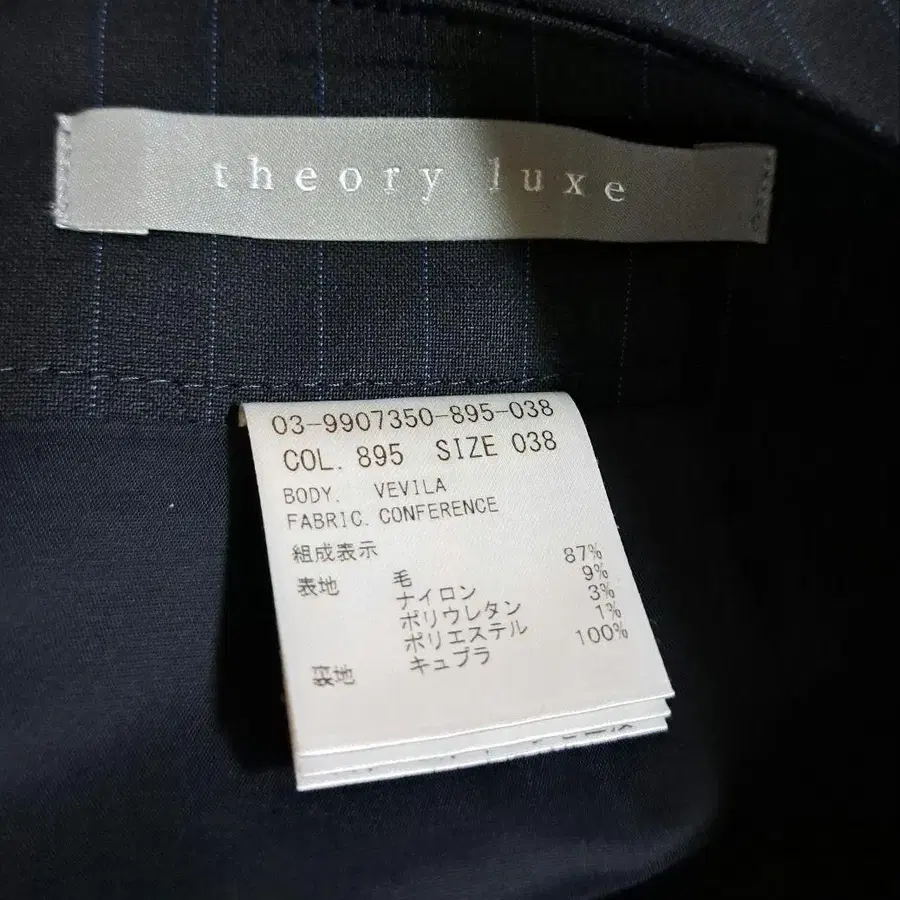 theory luxe
03-9907350-895-038
COL. 895 SIZE 038
BODY. VEVILA
FABRIC. CONFERENCE
組成表示
表地 毛 87%
ナイロン 9%
ポリウレタン 3%
ポリエステル 1%
裏地 キュプラ 100%